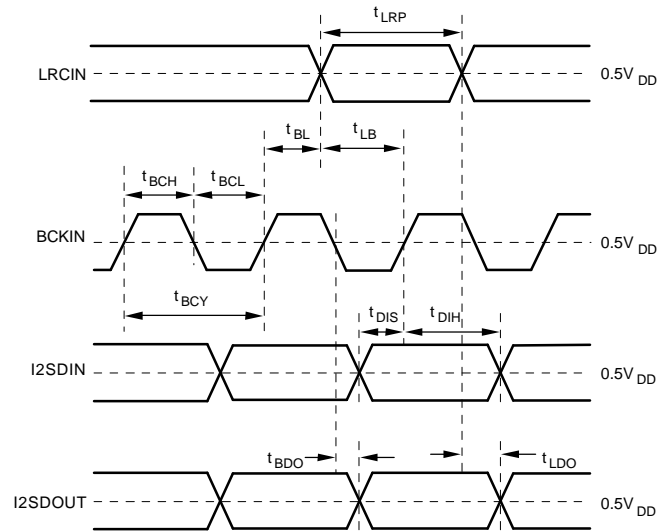 tLRP
LRCIN
0.5VDD
tBL
tLB
tBCH
tBCL
BCKIN
0.5VDD
tBCY
tDIS
tDIH
I2SDIN
0.5VDD
tBDO
tLDO
I2SDOUT
0.5VDD